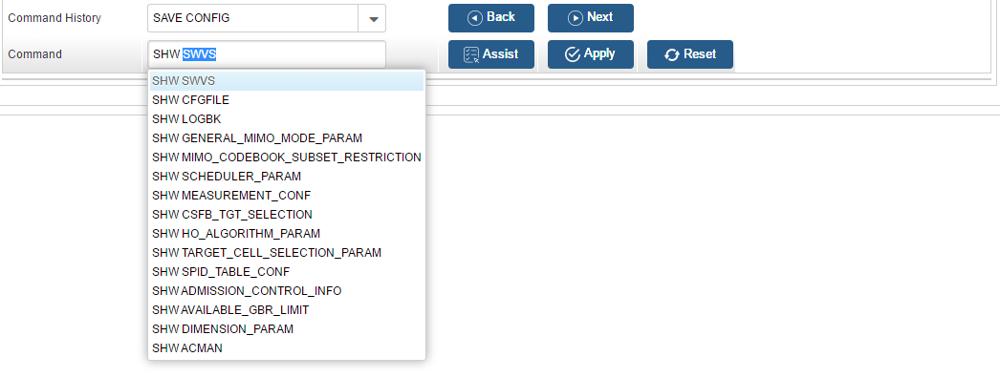 Command History SAVE CONFIG Back Next
Command SHW SWVS Assist Apply Reset
SHW SWVS
SHW CFGFILE
SHW LOGBK
SHW GENERAL_MIMO_MODE_PARAM
SHW MIMO_CODEBOOK_SUBSET_RESTRICTION
SHW SCHEDULER_PARAM
SHW MEASUREMENT_CONF
SHW CSFB_TGT_SELECTION
SHW HO_ALGORITHM_PARAM
SHW TARGET_CELL_SELECTION_PARAM
SHW SPID_TABLE_CONF
SHW ADMISSION_CONTROL_INFO
SHW AVAILABLE_GBR_LIMIT
SHW DIMENSION_PARAM
SHW ACMAN